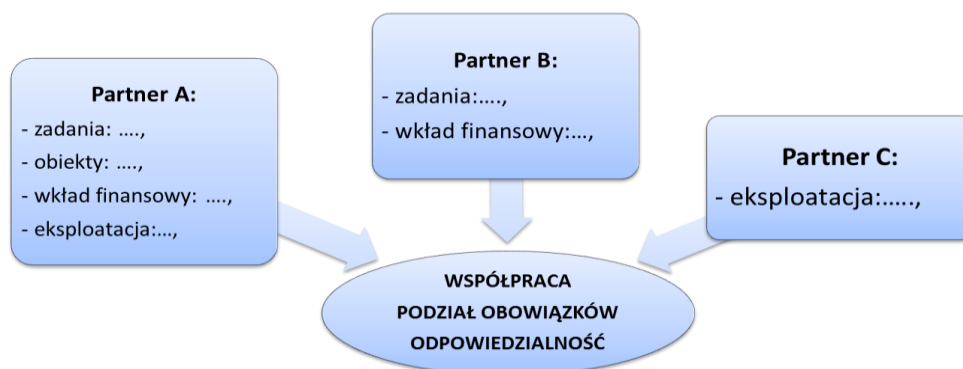 Partner A:
- zadania: ....,
- obiekty: ....,
- wkład finansowy: ....,
- eksploatacja:...,
Partner B:
- zadania:....,
- wkład finansowy:...,
Partner C:
- eksploatacja:.....,
WSPÓŁPRACA
PODZIAŁ OBOWIĄZKÓW
ODPOWIEDZIALNOŚĆ